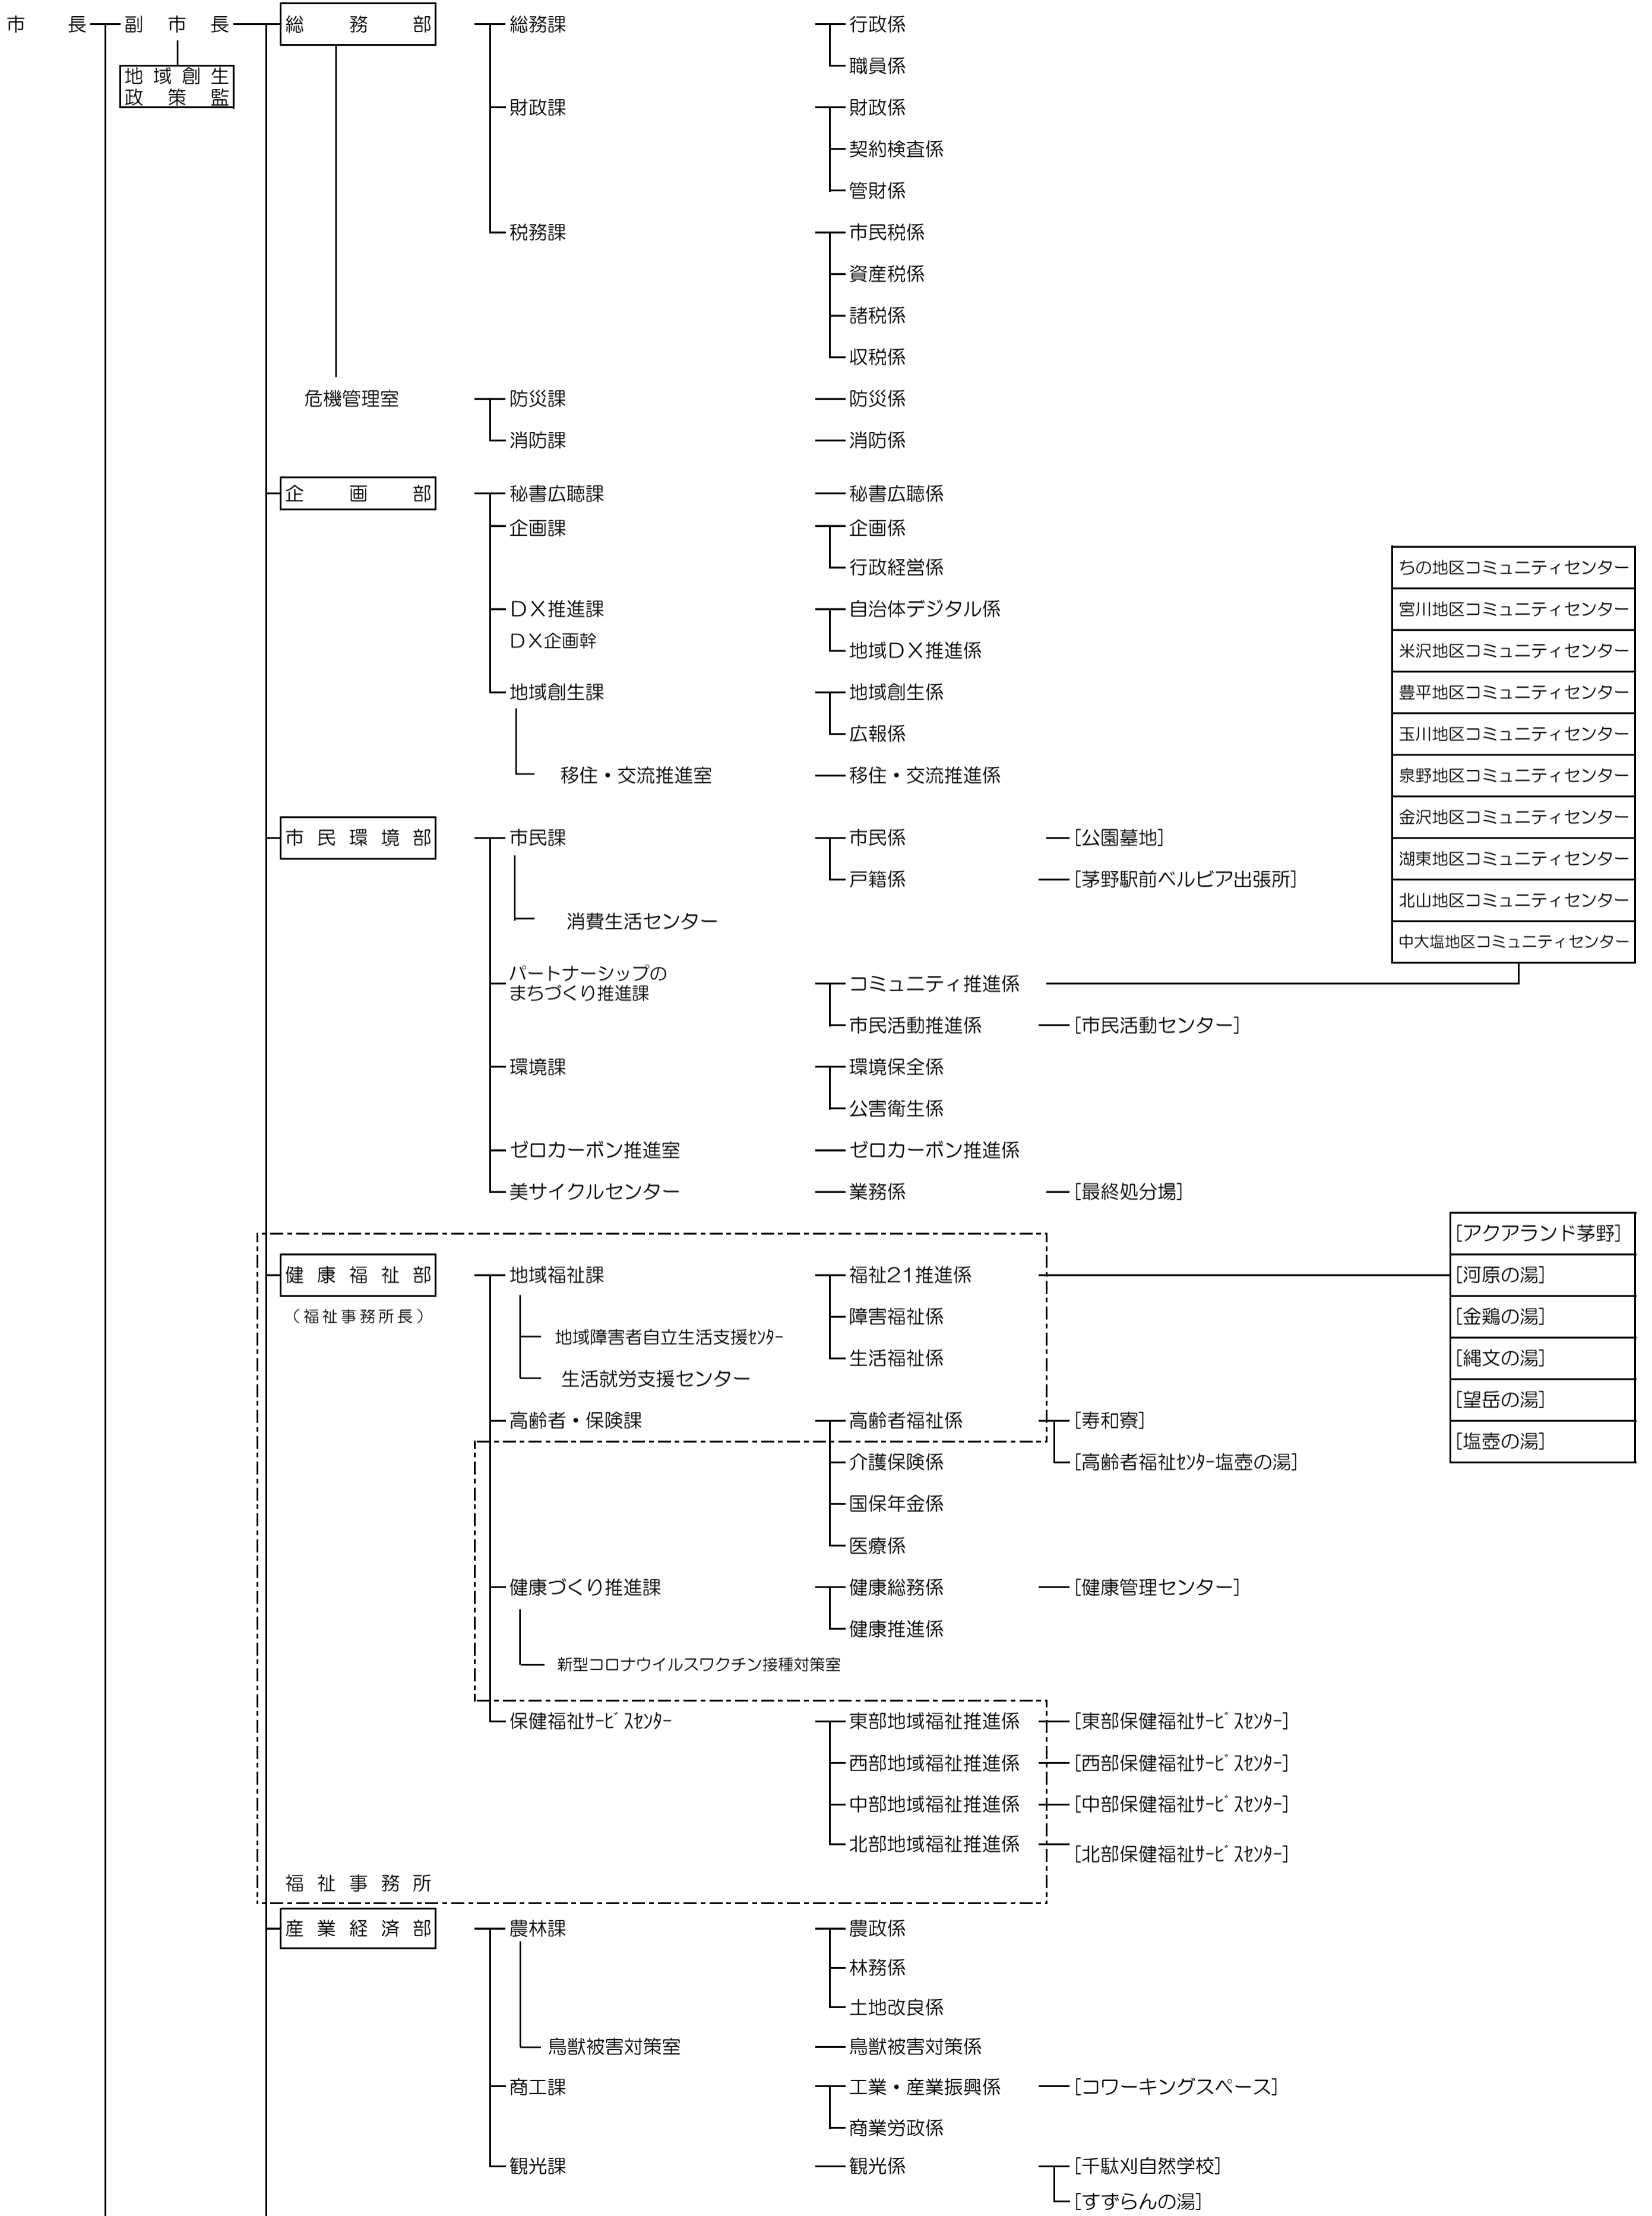 市　長　副　市　長　総　務　部　総務課　行政係
職員係
地域創生
政　策　監
財政課　財政係
契約検査係
管財係
税務課　市民税係
資産税係
諸税係
収税係
危機管理室　防災課　防災係
消防課　消防係
企　画　部　秘書広聴課　秘書広聴係
企画課　企画係
行政経営係
ちの地区コミュニティセンター
DX推進課　自治体デジタル係
宮川地区コミュニティセンター
DX企画幹
地域DX推進係
米沢地区コミュニティセンター
地域創生課　地域創生係
豊平地区コミュニティセンター
広報係
玉川地区コミュニティセンター
移住・交流推進室　移住・交流推進係
泉野地区コミュニティセンター
金沢地区コミュニティセンター
市民環境部　市民課　市民係　[公園墓地]
湖東地区コミュニティセンター
戸籍係　[茅野駅前ベルビア出張所]
北山地区コミュニティセンター
消費生活センター
中大塩地区コミュニティセンター
パートナーシップの
まちづくり推進課
コミュニティ推進係
市民活動推進係　[市民活動センター]
環境課　環境保全係
公害衛生係
ゼロカーボン推進室　ゼロカーボン推進係
美サイクルセンター　業務係　[最終処分場]
[アクアランド茅野]
健康福祉部　地域福祉課　福祉21推進係　[河原の湯]
（福祉事務所長）
障害福祉係　[金鶏の湯]
地域障害者自立生活支援ｾﾝﾀｰ
生活福祉係　[縄文の湯]
生活就労支援センター
[望岳の湯]
高齢者・保険課　高齢者福祉係　[寿和寮]
[塩壺の湯]
介護保険係　[高齢者福祉ｾﾝﾀｰ塩壺の湯]
国保年金係
医療係
健康づくり推進課　健康総務係　[健康管理センター]
健康推進係
新型コロナウイルスワクチン接種対策室
保健福祉ｻｰﾋﾞｽｾﾝﾀｰ　東部地域福祉推進係　[東部保健福祉ｻｰﾋﾞｽｾﾝﾀｰ]
西部地域福祉推進係　[西部保健福祉ｻｰﾋﾞｽｾﾝﾀｰ]
中部地域福祉推進係　[中部保健福祉ｻｰﾋﾞｽｾﾝﾀｰ]
北部地域福祉推進係　[北部保健福祉ｻｰﾋﾞｽｾﾝﾀｰ]
福祉事務所
産業経済部　農林課　農政係
林務係
土地改良係
鳥獣被害対策室　鳥獣被害対策係
商工課　工業・産業振興係　[コワーキングスペース]
商業労政係
観光課　観光係　[千駄刈自然学校]
[すずらんの湯]